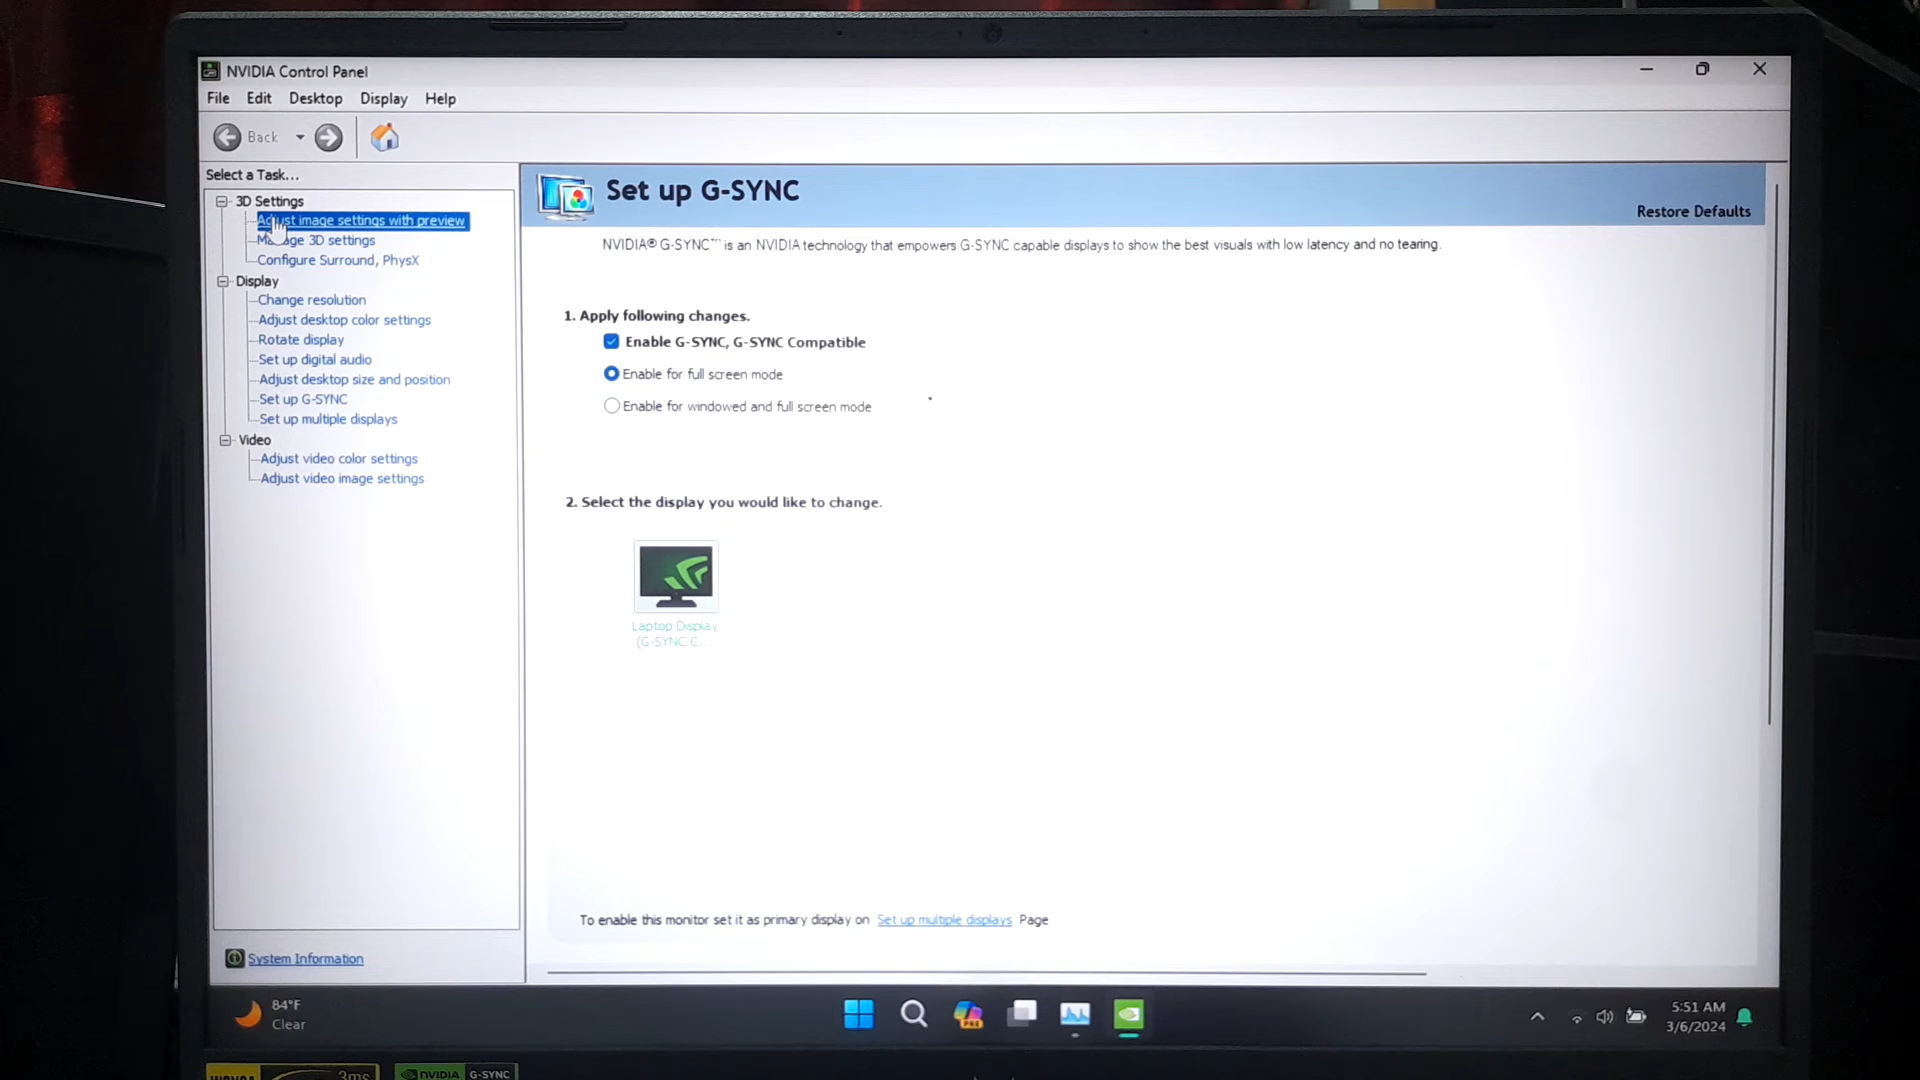 NVIDIA Control Panel
File Edit Desktop Display Help
Back
Select a Task...
3D Settings
Adjust image settings with preview
Manage 3D settings
Configure Surround, PhysX
Display
Change resolution
Adjust desktop color settings
Rotate display
Set up digital audio
Adjust desktop size and position
Set up G-SYNC
Set up multiple displays
Video
Adjust video color settings
Adjust video image settings
System Information
Set up G-SYNC
Restore Defaults
NVIDIA® G-SYNC™ is an NVIDIA technology that empowers G-SYNC capable displays to show the best visuals with low latency and no tearing.
1. Apply following changes.
Enable G-SYNC, G-SYNC Compatible
Enable for full screen mode
Enable for windowed and full screen mode
2. Select the display you would like to change.
Laptop Display
(G-SYNC C...
To enable this monitor set it as primary display on Set up multiple displays Page
84°F
Clear
PRE
5:51 AM
3/6/2024
3ms
NVIDIA G-SYNC